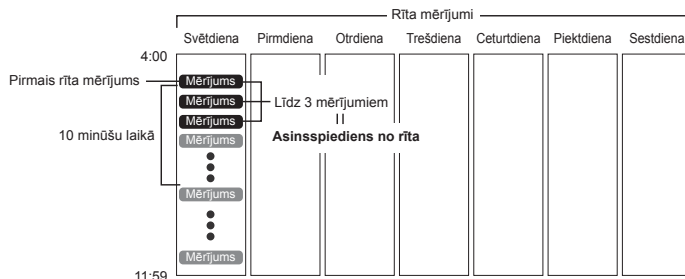 Rīta mērījumi
Svētdiena Pirmdiena Otrdiena Trešdiena Ceturtdiena Piektdiena Sestdiena
4:00
Pirmais rīta mērījums
Mērījums
Mērījums
Līdz 3 mērījumiem
Mērījums
10 minūšu laikā
Asinsspiediens no rīta
Mērījums
Mērījums
Mērījums
11:59